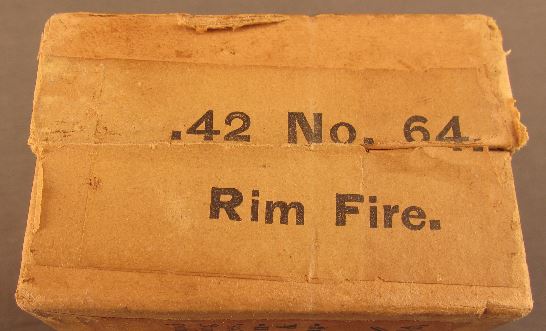 .42 No. 64.
Rim Fire.